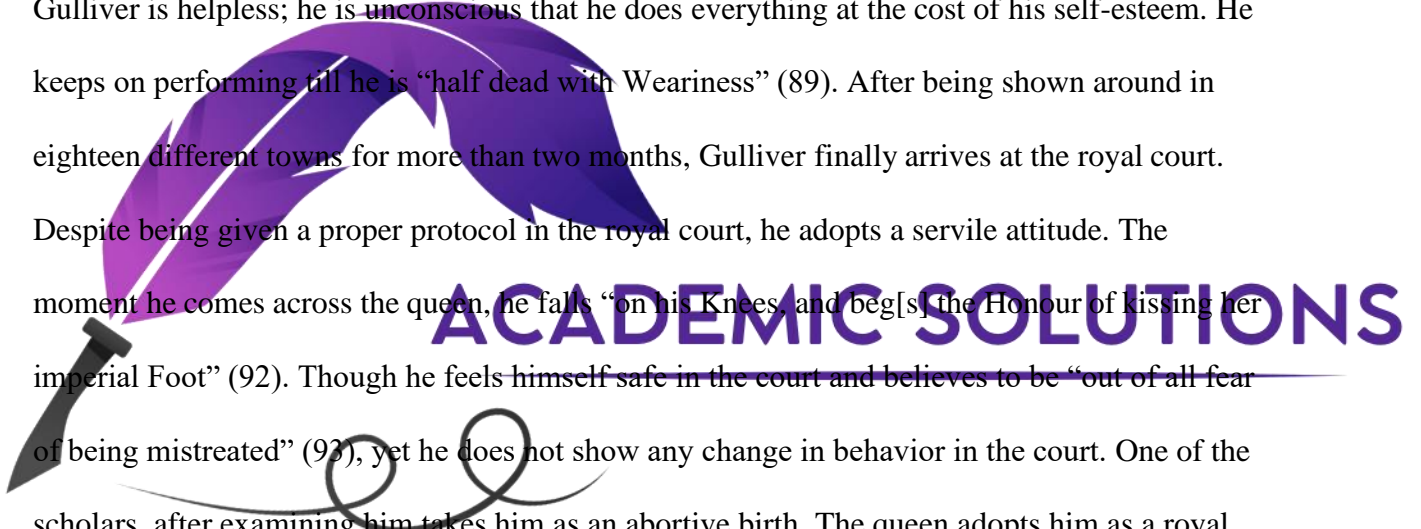 Gulliver is helpless; he is unconscious that he does everything at the cost of his self-esteem. He
keeps on performing till he is “half dead with Weariness” (89). After being shown around in
eighteen different towns for more than two months, Gulliver finally arrives at the royal court.
Despite being given a proper protocol in the royal court, he adopts a servile attitude. The
moment he comes across the queen, he falls “on his Knees, and beg[s] the Honour of kissing her
ACADEMIC SOLUTIONS
imperial Foot” (92). Though he feels himself safe in the court and believes to be “out of all fear
of being mistreated” (93), yet he does not show any change in behavior in the court. One of the
scholars, after examining him takes him as an abortive birth. The queen adopts him as a royal